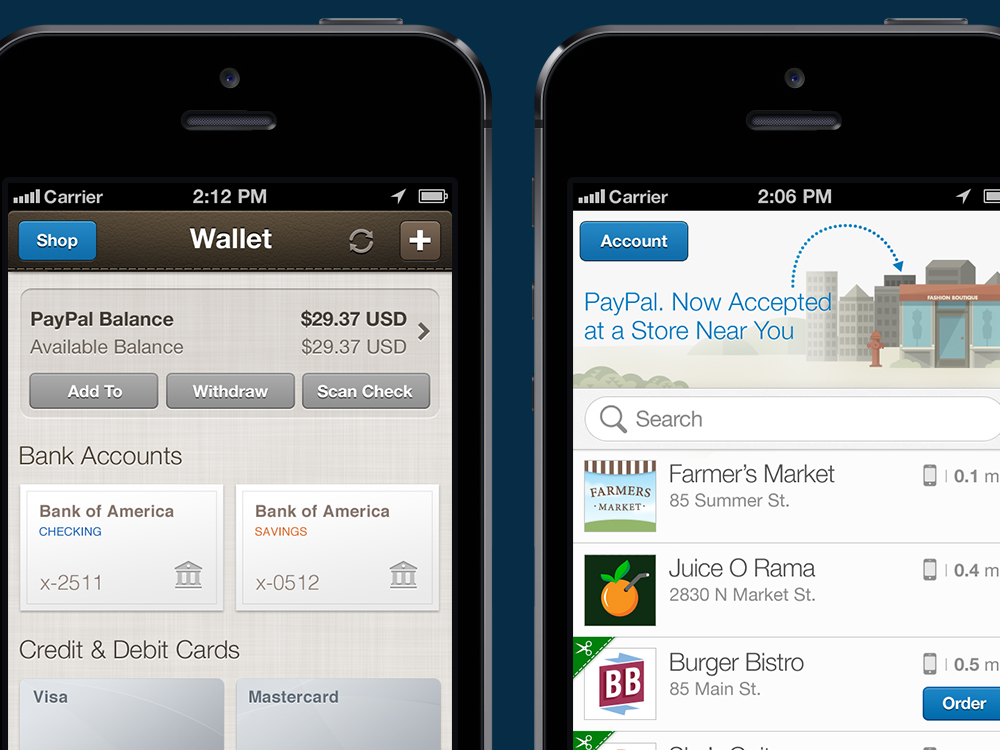 Carrier
2:12 PM
Shop
Wallet
PayPal Balance
$29.37 USD
Available Balance
$29.37 USD
Add To
Withdraw
Scan Check
Bank Accounts
Bank of America
CHECKING
x-2511
Bank of America
SAVINGS
x-0512
Credit & Debit Cards
Visa
Mastercard
Carrier
2:06 PM
Account
PayPal. Now Accepted
at a Store Near You
FASHION BOUTIQUE
Search
FARMERS
·MARKET·
Farmer's Market
85 Summer St.
0.1 m
Juice O Rama
2830 N Market St.
0.4 m
BB
Burger Bistro
85 Main St.
0.5 m
Order